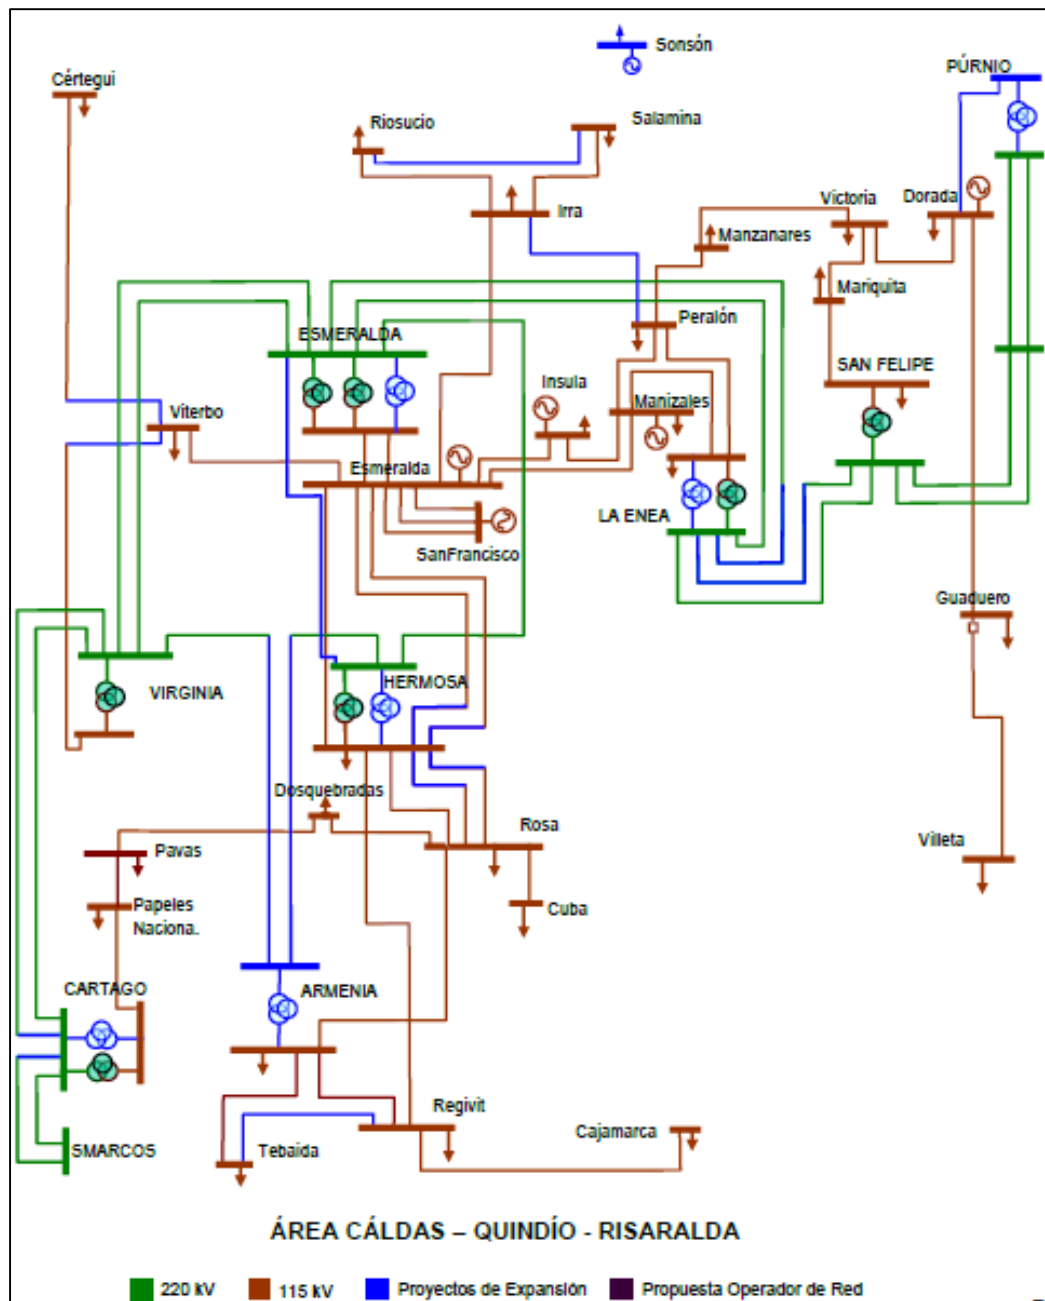 Sonsón
PÚRNIO
Cértegui
Riosucio
Salamina
Irra
Victoria
Dorada
Manzanares
Mariquita
Peralón
ESMERALDA
SAN FELIPE
Insula
Manizales
Viterbo
Esmeralda
LA ENEA
SanFrancisco
Guaduero
HERMOSA
VIRGINIA
Dosquebradas
Rosa
Villeta
Pavas
Papeles
Naciona.
Cuba
CARTAGO
ARMENIA
Regivit
Cajamarca
SMARCOS
Tebaida
ÁREA CÁLDAS – QUINDÍO - RISARALDA
220 kV
115 kV
Proyectos de Expansión
Propuesta Operador de Red